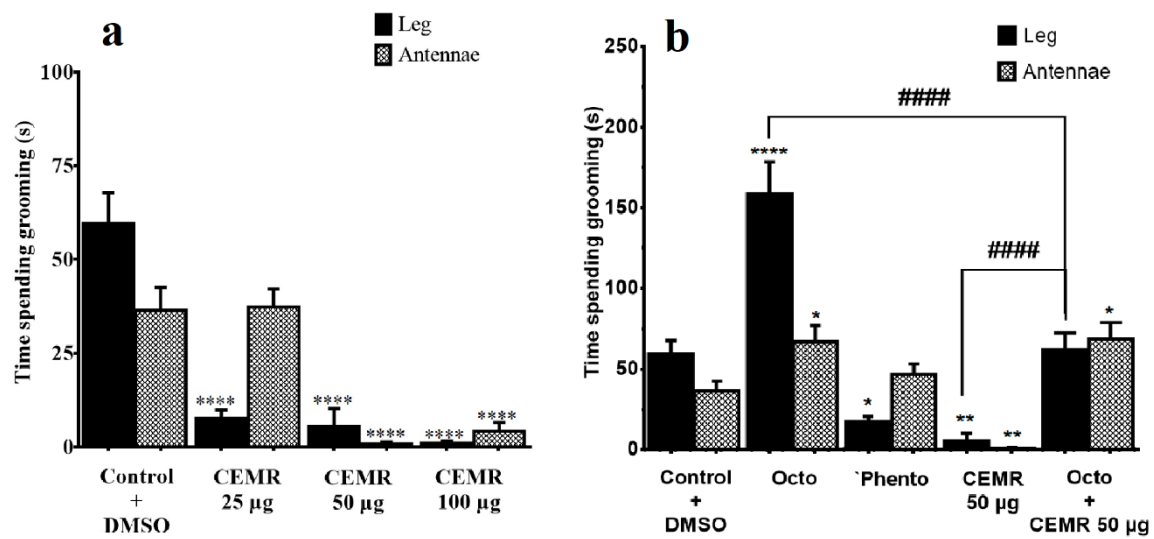 a
Leg
Antennae
Time spending grooming (s)
100
75
50
25
0
****
****
****
****
****
Control
+
DMSO
CEMR
25 µg
CEMR
50 µg
CEMR
100 µg
b
Leg
Antennae
Time spending grooming (s)
250
200
150
100
50
0
####
####
****
*
*
**
**
*
Control
+
DMSO
Octo
`Phento
CEMR
50 µg
Octo
+
CEMR 50 µg